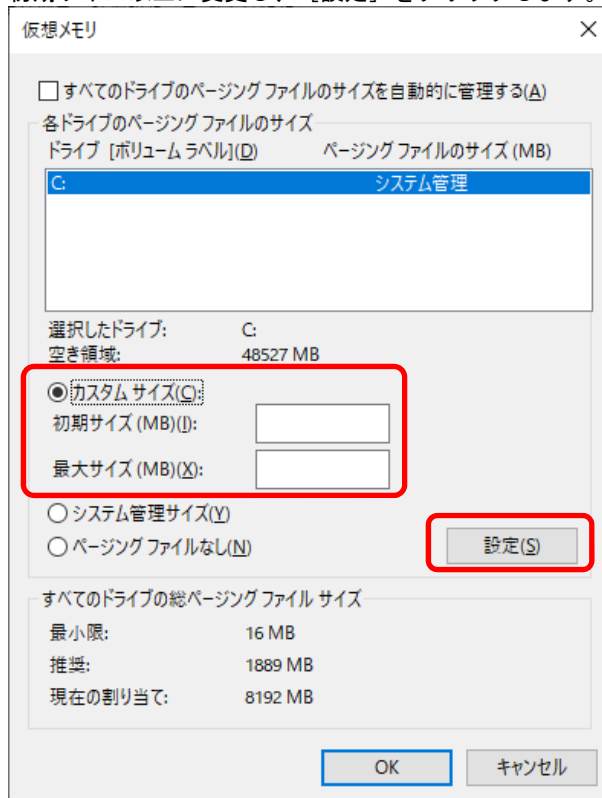 仮想メモリ
すべてのドライブのページング ファイルのサイズを自動的に管理する(A)
各ドライブのページング ファイルのサイズ
ドライブ [ボリューム ラベル](D) ページング ファイルのサイズ (MB)
C: システム管理
選択したドライブ: C:
空き領域: 48527 MB
カスタム サイズ(C):
初期サイズ (MB)(I):
最大サイズ (MB)(X):
システム管理サイズ(Y)
ページング ファイルなし(N)
設定(S)
すべてのドライブの総ページング ファイル サイズ
最小限: 16 MB
推奨: 1889 MB
現在の割り当て: 8192 MB
OK キャンセル